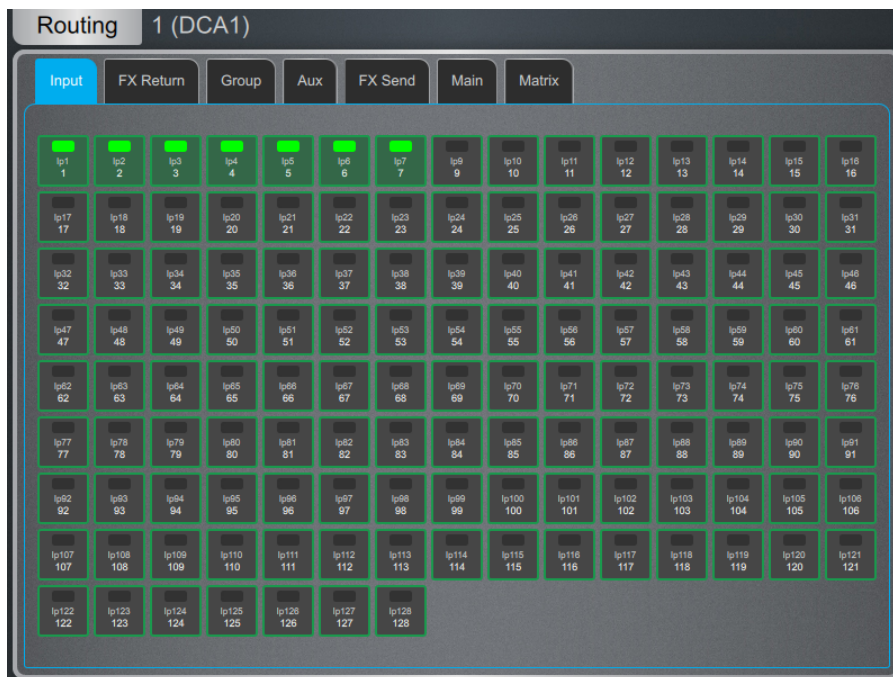 Routing 1 (DCA1)
Input FX Return Group Aux FX Send Main Matrix
Ip1 Ip2 Ip3 Ip4 Ip5 Ip6 Ip7 Ip9 Ip10 Ip11 Ip12 Ip13 Ip14 Ip15 Ip16
1 2 3 4 5 6 7 9 10 11 12 13 14 15 16
Ip17 Ip18 Ip19 Ip20 Ip21 Ip22 Ip23 Ip24 Ip25 Ip26 Ip27 Ip28 Ip29 Ip30 Ip31
17 18 19 20 21 22 23 24 25 26 27 28 29 30 31
Ip32 Ip33 Ip34 Ip35 Ip36 Ip37 Ip38 Ip39 Ip40 Ip41 Ip42 Ip43 Ip44 Ip45 Ip46
32 33 34 35 36 37 38 39 40 41 42 43 44 45 46
Ip47 Ip48 Ip49 Ip50 Ip51 Ip52 Ip53 Ip54 Ip55 Ip56 Ip57 Ip58 Ip59 Ip60 Ip61
47 48 49 50 51 52 53 54 55 56 57 58 59 60 61
Ip62 Ip63 Ip64 Ip65 Ip66 Ip67 Ip68 Ip69 Ip70 Ip71 Ip72 Ip73 Ip74 Ip75 Ip76
62 63 64 65 66 67 68 69 70 71 72 73 74 75 76
Ip77 Ip78 Ip79 Ip80 Ip81 Ip82 Ip83 Ip84 Ip85 Ip86 Ip87 Ip88 Ip89 Ip90 Ip91
77 78 79 80 81 82 83 84 85 86 87 88 89 90 91
Ip92 Ip93 Ip94 Ip95 Ip96 Ip97 Ip98 Ip99 Ip100 Ip101 Ip102 Ip103 Ip104 Ip105 Ip106
92 93 94 95 96 97 98 99 100 101 102 103 104 105 106
Ip107 Ip108 Ip109 Ip110 Ip111 Ip112 Ip113 Ip114 Ip115 Ip116 Ip117 Ip118 Ip119 Ip120 Ip121
107 108 109 110 111 112 113 114 115 116 117 118 119 120 121
Ip122 Ip123 Ip124 Ip125 Ip126 Ip127 Ip128
122 123 124 125 126 127 128